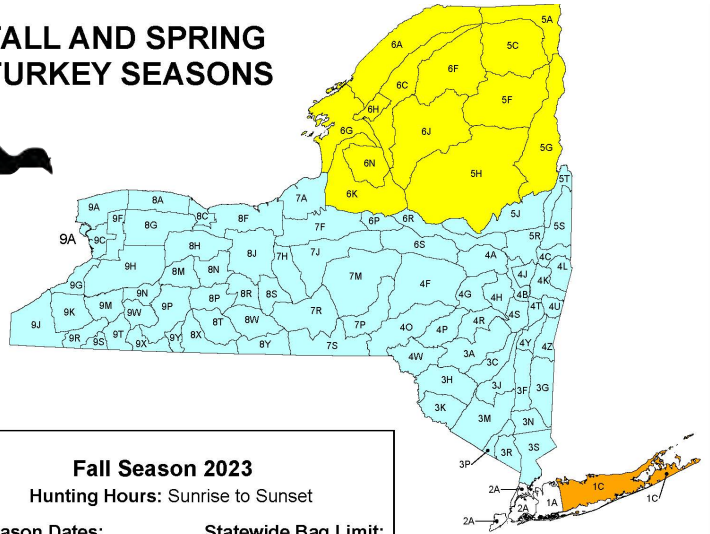 FALL AND SPRING
TURKEY SEASONS
5A
6A
5C
6F
6C
5F
6H
6G
6J
5G
6N
5H
5T
6K
7A
8A
9A
9F
8C
8F
6P
6R
5J
8G
7F
5S
9A
9C
5R
6S
8H
8J
7H
7J
4A
4C
9H
8M
8N
7M
4J
4L
4K
9G
4F
9N
8P
8R
8S
4G
4H
4B
9M
9P
4T
4U
9K
9W
7R
4S
9J
8T
8W
7P
4O
4P
4R
9R
9S
9T
9X
9Y
8X
8Y
7S
4Y
4Z
4W
3A
3C
3H
3J
3F
3G
3K
3M
3N
3P
3R
3S
2A
2A
1A
1C
1C
2A
Fall Season 2023
Hunting Hours: Sunrise to Sunset
Season Dates:
Statewide Bag Limit: